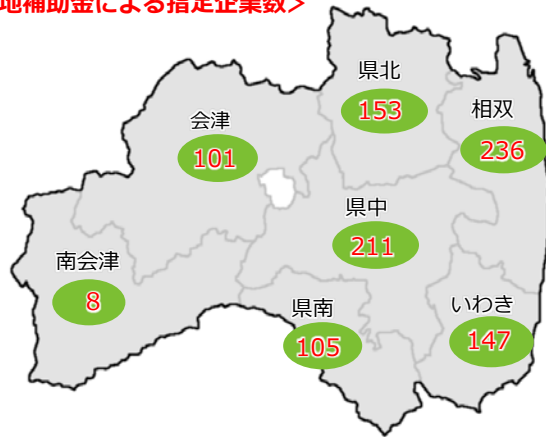 地補助金による指定企業数>
県北
153
相双
236
会津
101
県中
211
南会津
8
県南
105
いわき
147